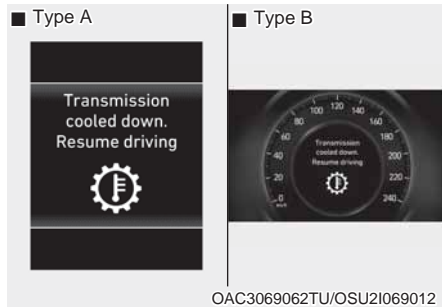 ■ Type A
Transmission
cooled down.
Resume driving
■ Type B
0
20
40
60
80
100
120
140
160
180
200
220
240
Transmission
cooled down.
Resume driving
OAC3069062TU/OSU2I069012